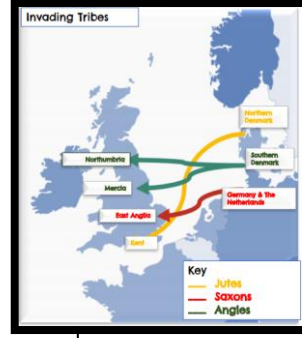 Invading Tribes
Northern
Denmark
Northumbria
Southern
Denmark
Mercia
Germany & The
Netherlands
East Anglia
Kent
Key
Jutes
Saxons
Angles